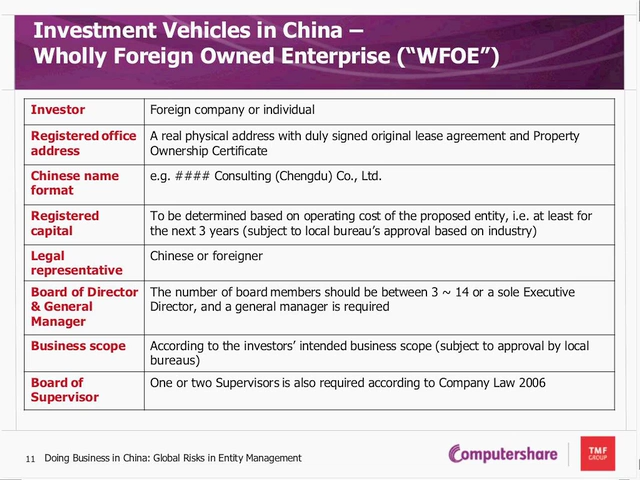 Investment Vehicles in China –
Wholly Foreign Owned Enterprise (“WFOE”)
Investor
Foreign company or individual
Registered office
address
A real physical address with duly signed original lease agreement and Property
Ownership Certificate
Chinese name
format
e.g. #### Consulting (Chengdu) Co., Ltd.
Registered
capital
To be determined based on operating cost of the proposed entity, i.e. at least for
the next 3 years (subject to local bureau’s approval based on industry)
Legal
representative
Chinese or foreigner
Board of Director
& General
Manager
The number of board members should be between 3 ~ 14 or a sole Executive
Director, and a general manager is required
Business scope
According to the investors’ intended business scope (subject to approval by local
bureaus)
Board of
Supervisor
One or two Supervisors is also required according to Company Law 2006
11 Doing Business in China: Global Risks in Entity Management
Computershare
TMF
GROUP